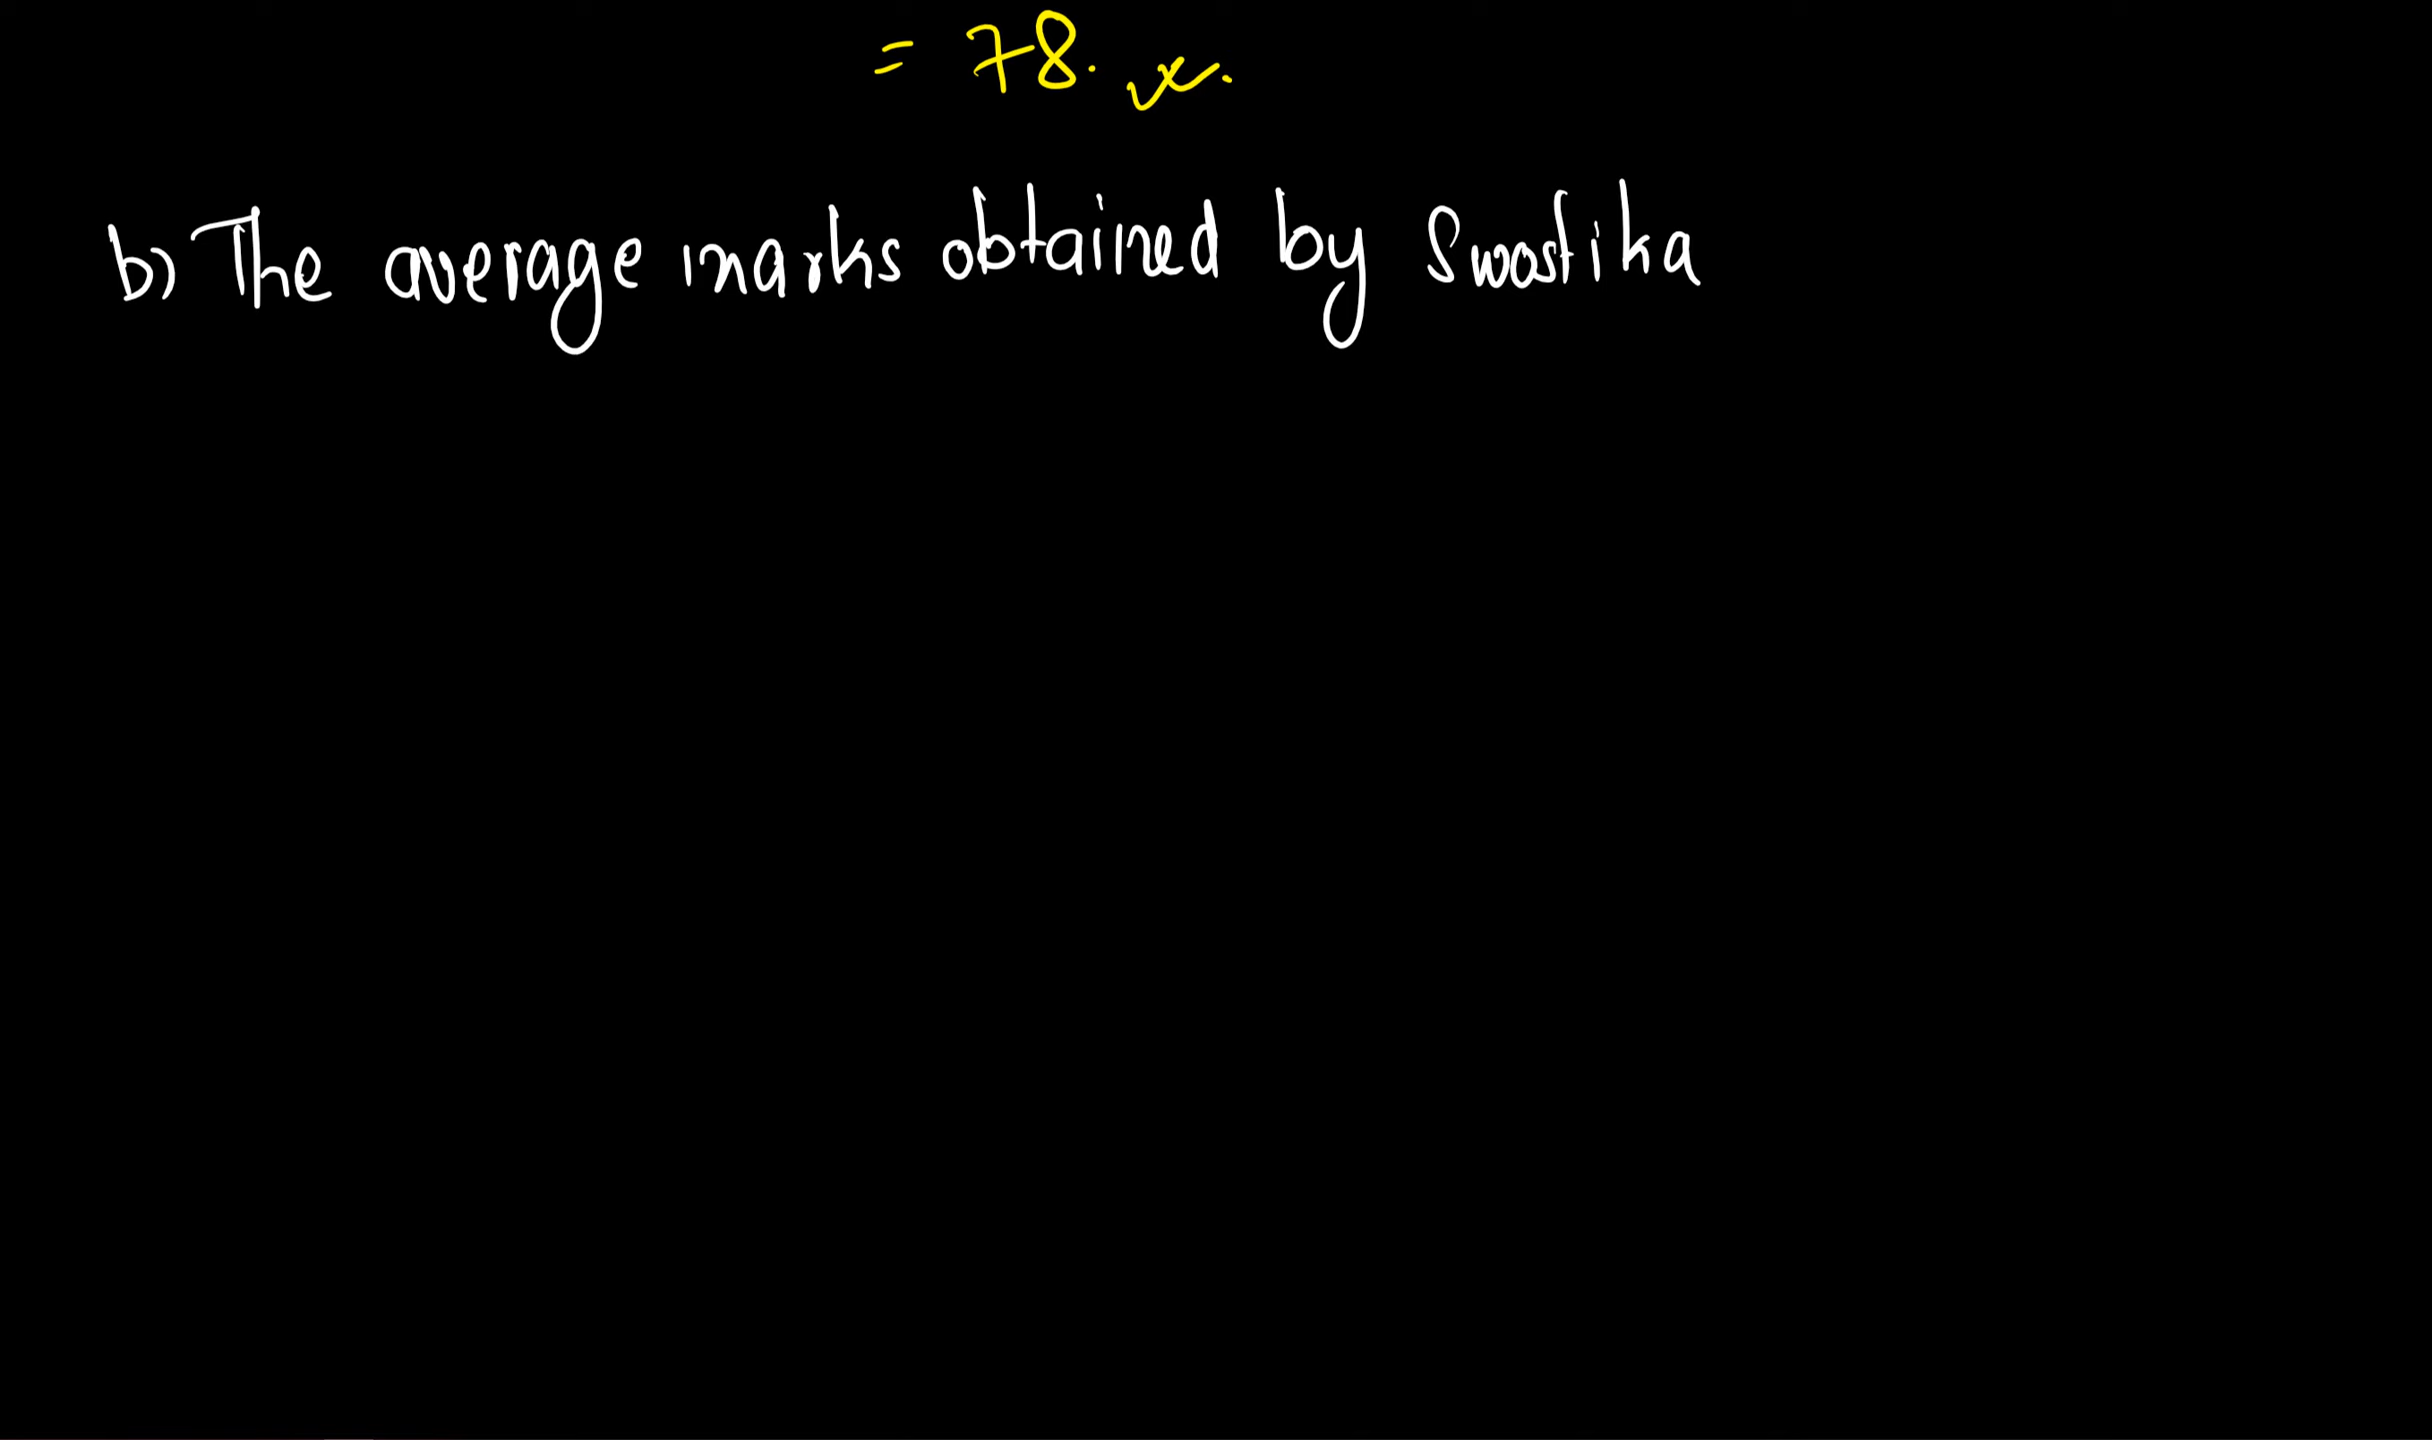 = 78.
b) The average marks obtained by Swastika